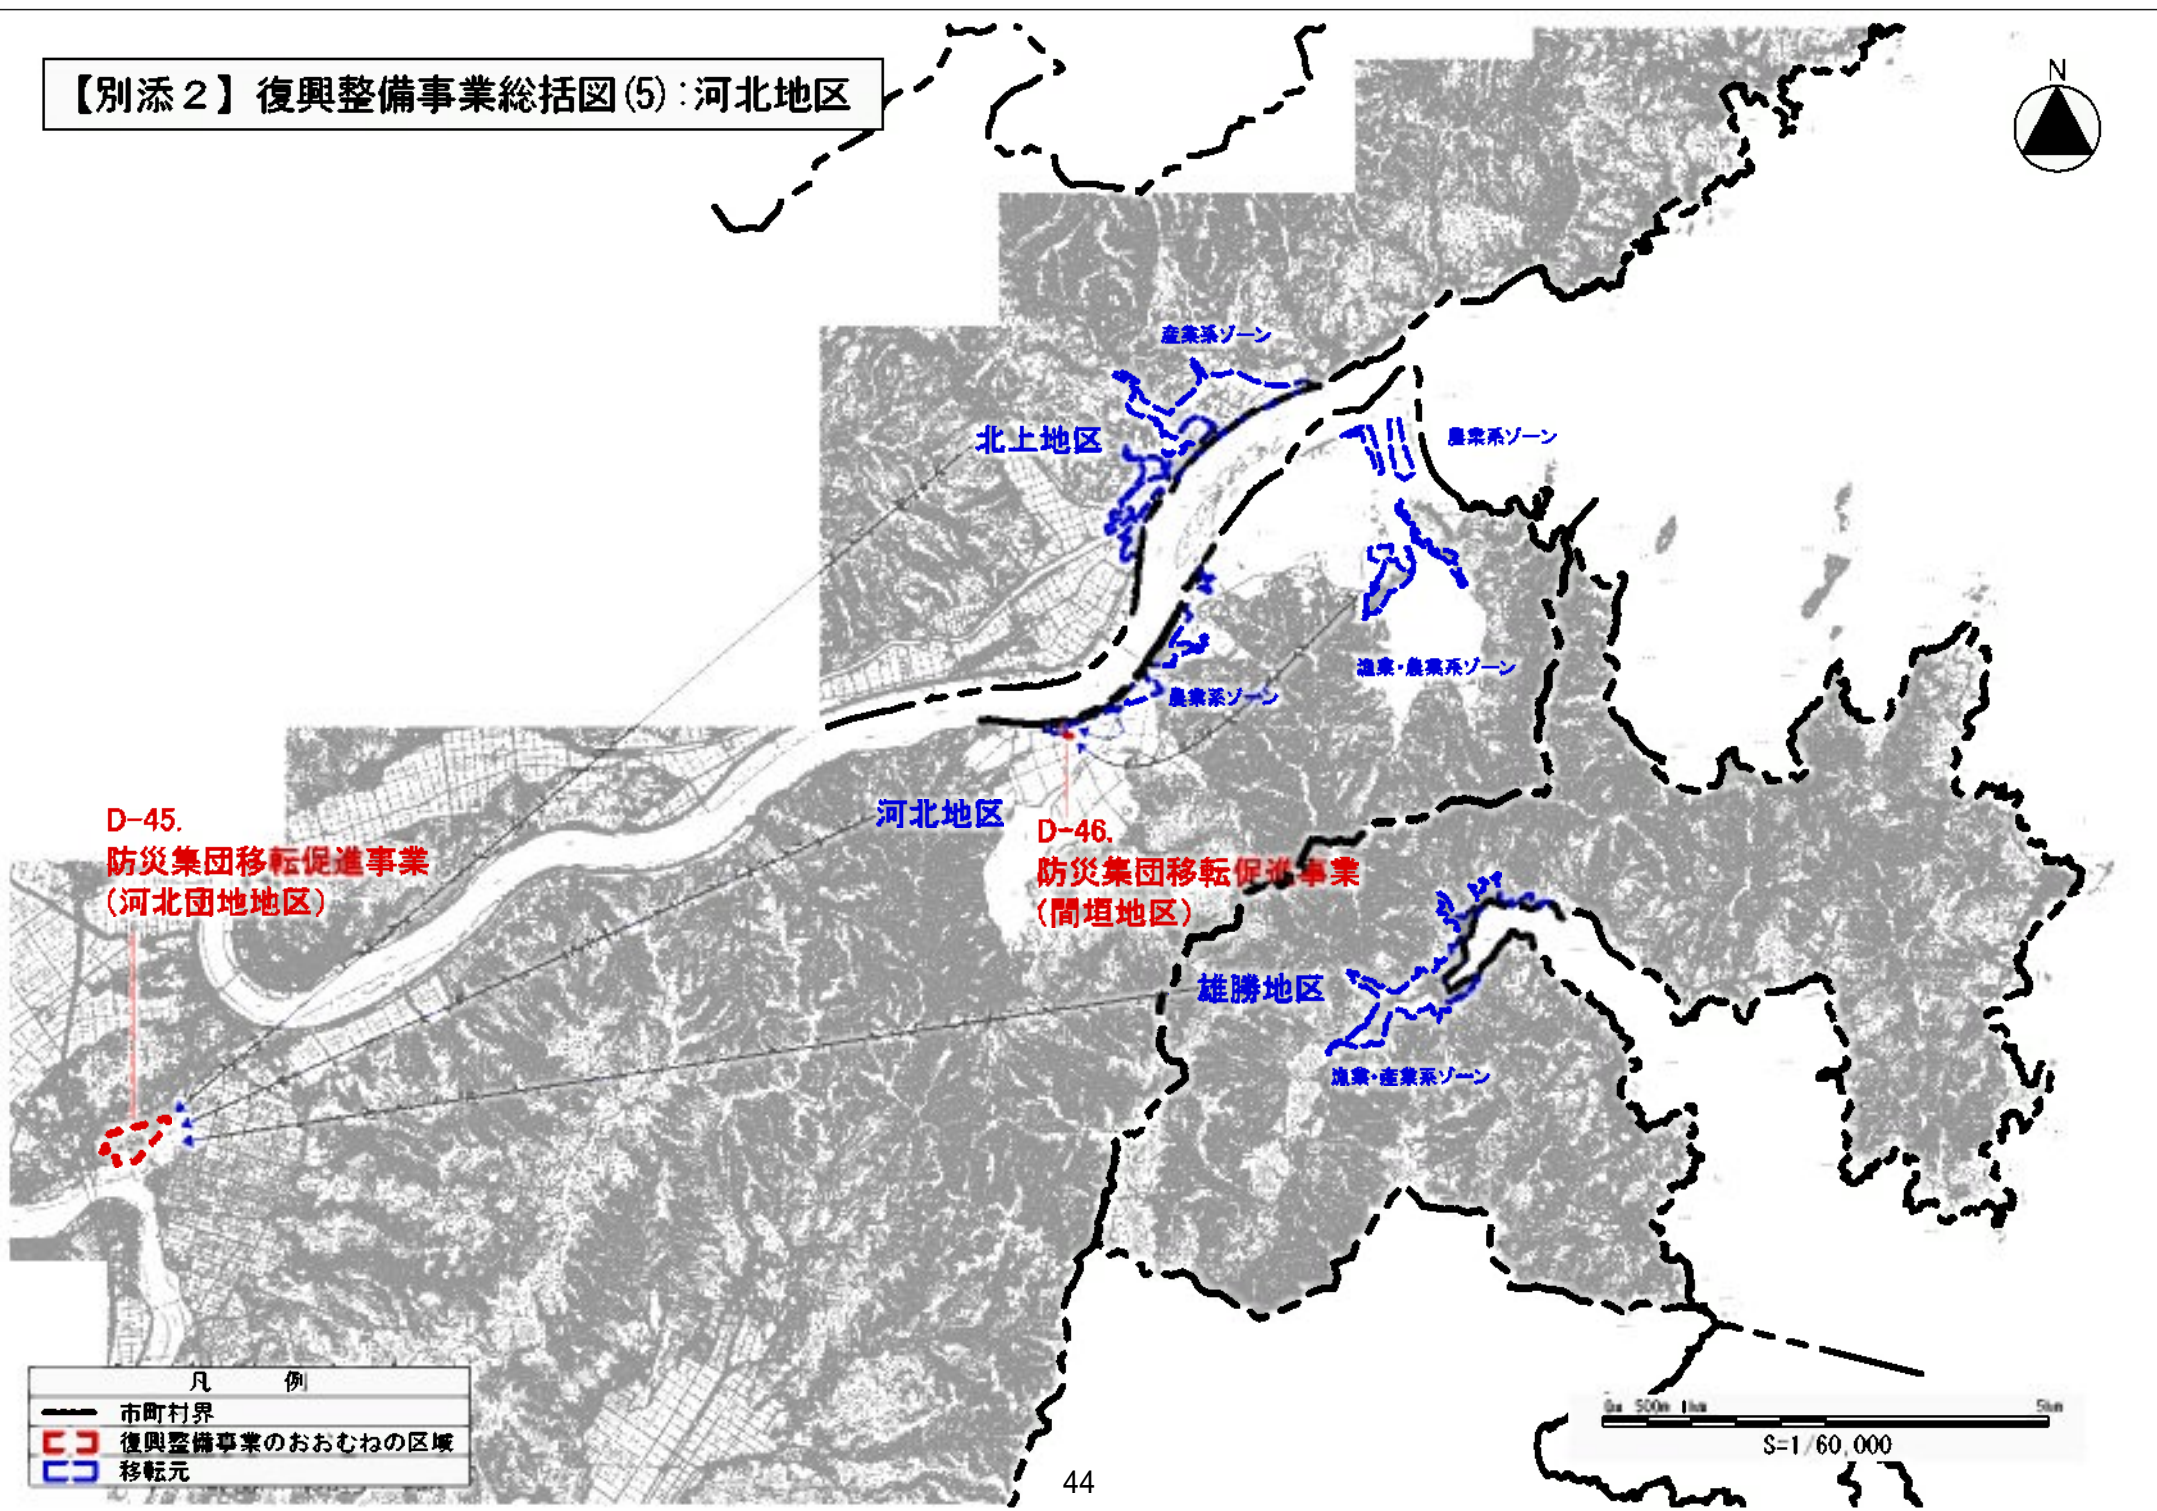 【別添２】復興整備事業総括図(5):河北地区
N
産業系ゾーン
北上地区
農業系ゾーン
漁業・農業系ゾーン
農業系ゾーン
D-45.
防災集団移転促進事業
(河北団地地区)
河北地区
D-46.
防災集団移転促進事業
(間垣地区)
雄勝地区
漁業・産業系ゾーン
凡　例
市町村界
復興整備事業のおおむねの区域
移転元
0m 500m 1km 5km
S=1/60,000
44